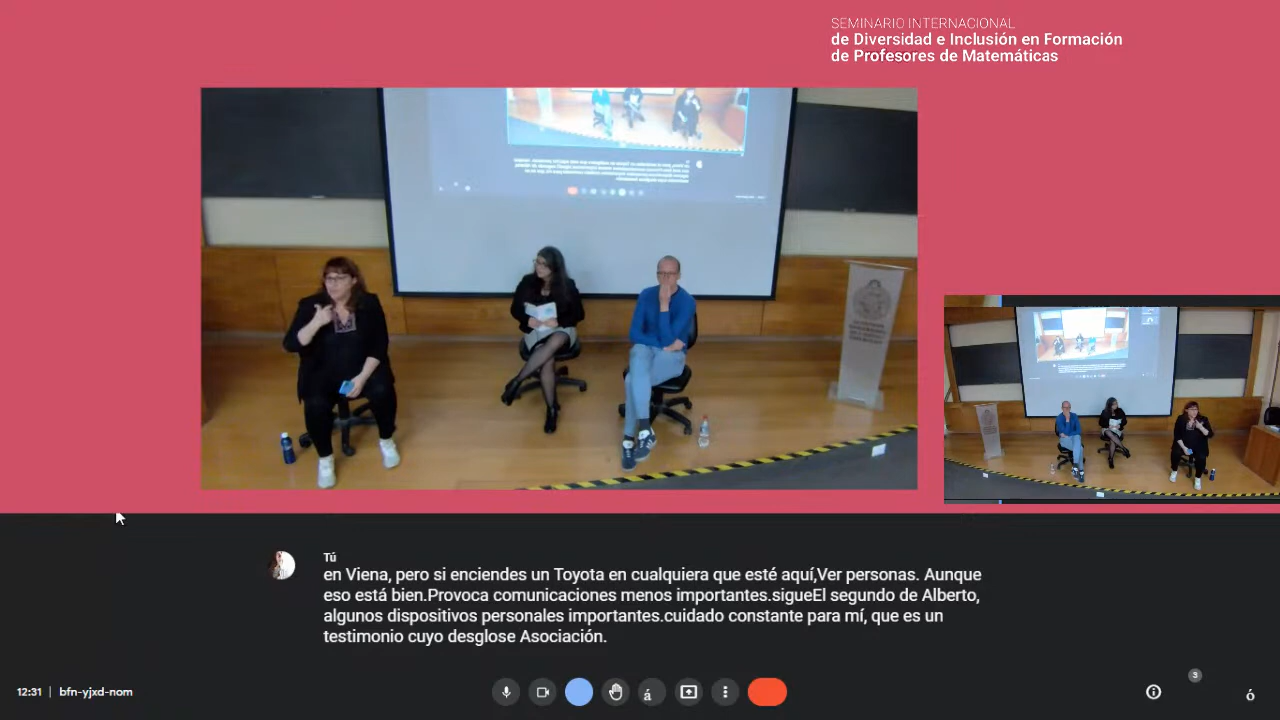 SEMINARIO INTERNACIONAL
de Diversidad e Inclusión en Formación
de Profesores de Matemáticas
Tú
en Viena, pero si enciendes un Toyota en cualquiera que esté aquí,Ver personas. Aunque
eso está bien.Provoca comunicaciones menos importantes.sigueEl segundo de Alberto,
algunos dispositivos personales importantes.cuidado constante para mí, que es un
testimonio cuyo desglose Asociación.
12:31 | bfn-yjxd-nom
á
3
ó